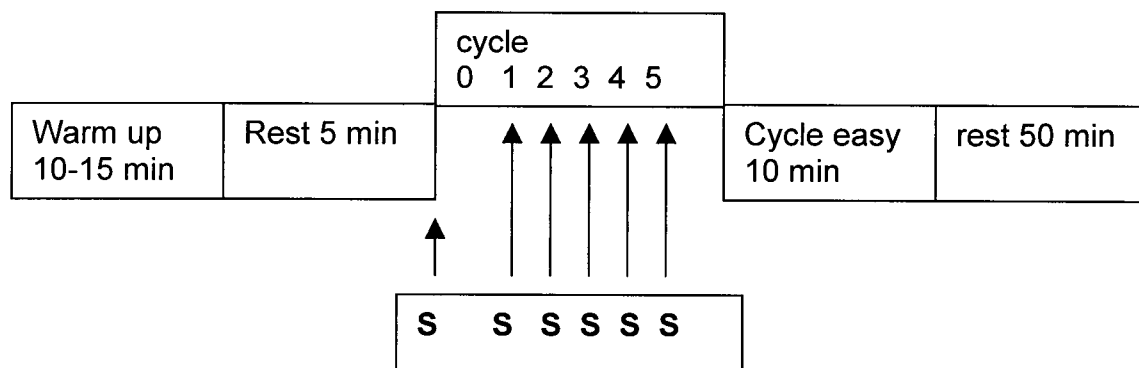 cycle
0 1 2 3 4 5
Warm up
10-15 min
Rest 5 min
Cycle easy
10 min
rest 50 min
S S S S S S